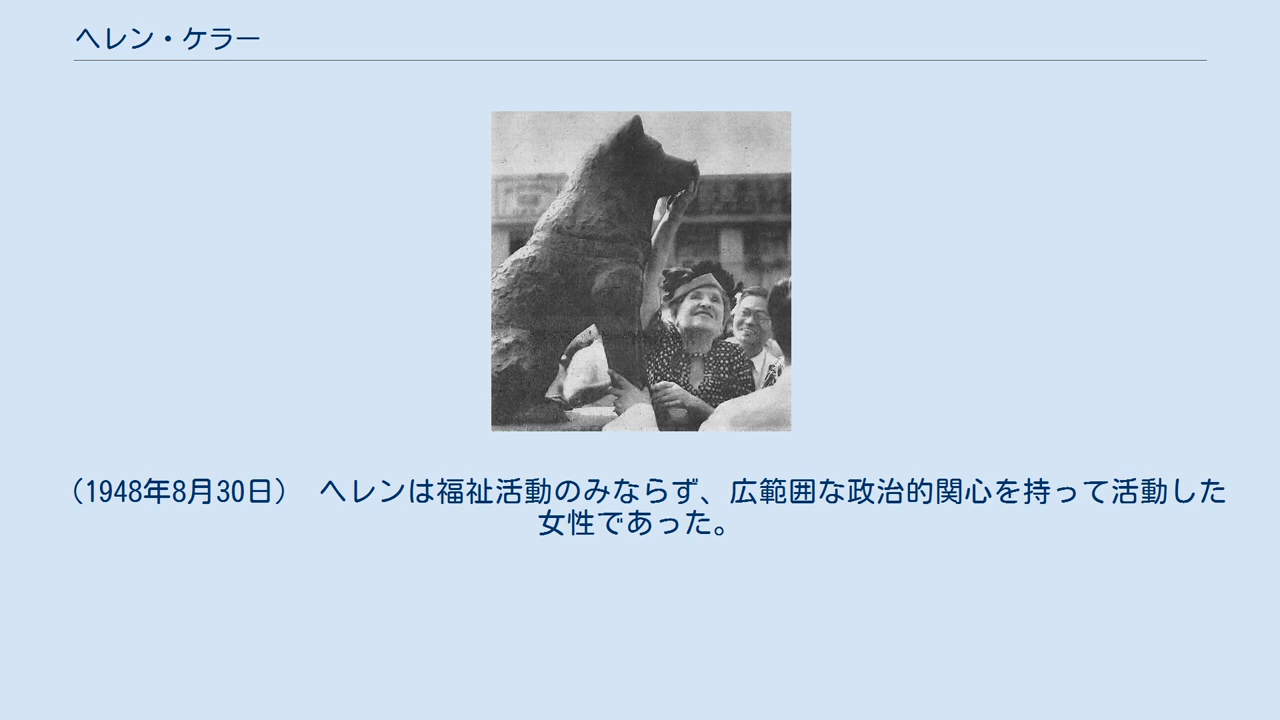 ヘレン・ケラー
（1948年8月30日）　ヘレンは福祉活動のみならず、広範囲な政治的関心を持って活動した
女性であった。